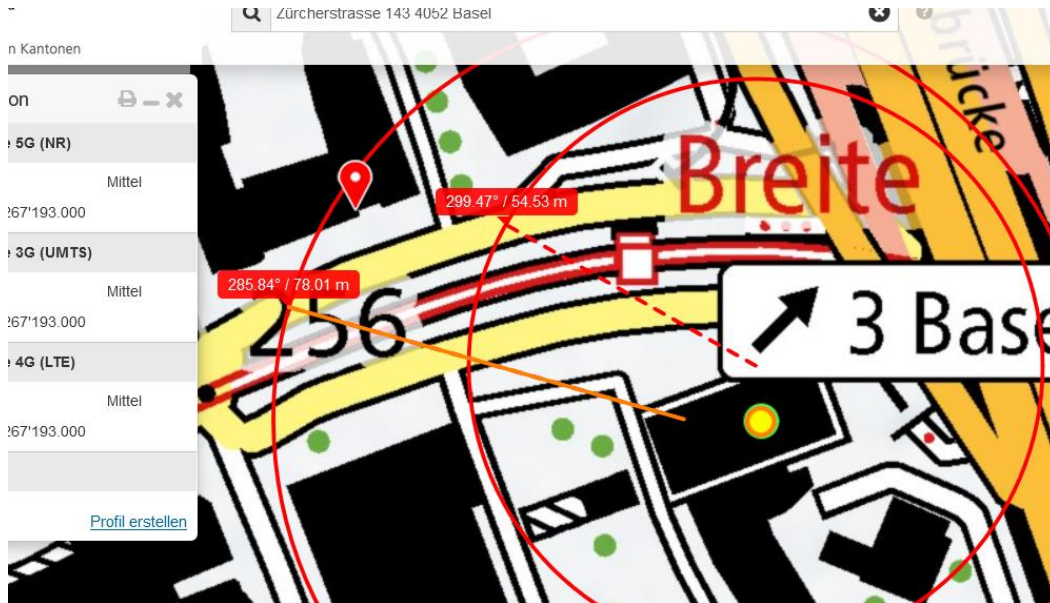 Zürcherstrasse 143 4052 Basel
n Kantonen
on
5G (NR)
Mittel
267'193.000
3G (UMTS)
Mittel
267'193.000
4G (LTE)
Mittel
267'193.000
Profil erstellen
brücke
Breite
299.47° / 54.53 m
285.84° / 78.01 m
256
3 Base